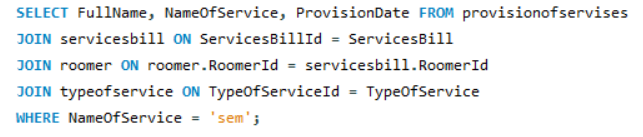 SELECT FullName, NameOfService, ProvisionDate FROM provisionofservises
JOIN servicesbill ON ServicesBillId = ServicesBill
JOIN roomer ON roomer.RoomerId = servicesbill.RoomerId
JOIN typeofservice ON TypeOfServiceId = TypeOfService
WHERE NameOfService = 'sem';